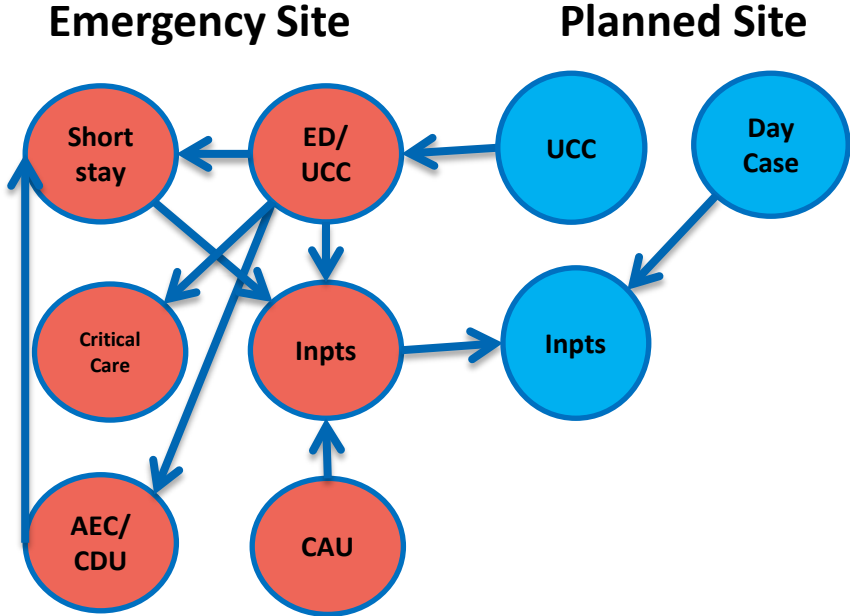 Emergency Site
Planned Site
Short
stay
ED/
UCC
UCC
Day
Case
Critical
Care
Inpts
Inpts
AEC/
CDU
CAU